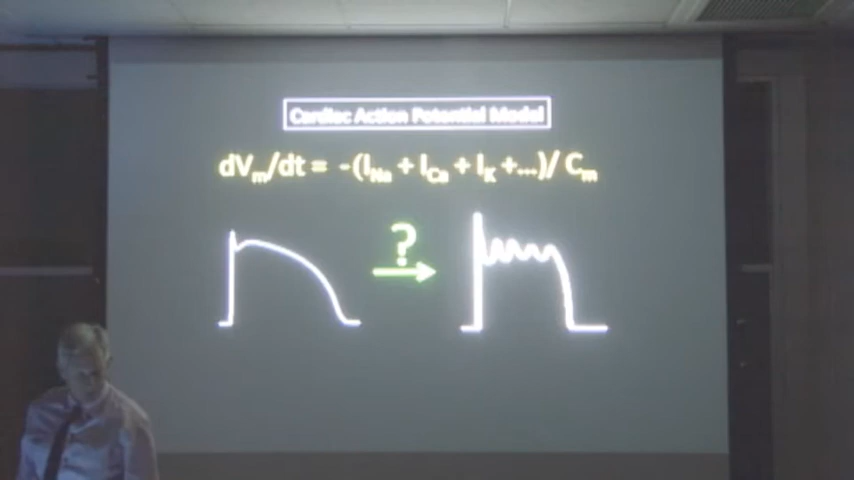 Cardiac Action Potential Model
dVm/dt = -(INa + ICa + IK +...)/ Cm
?